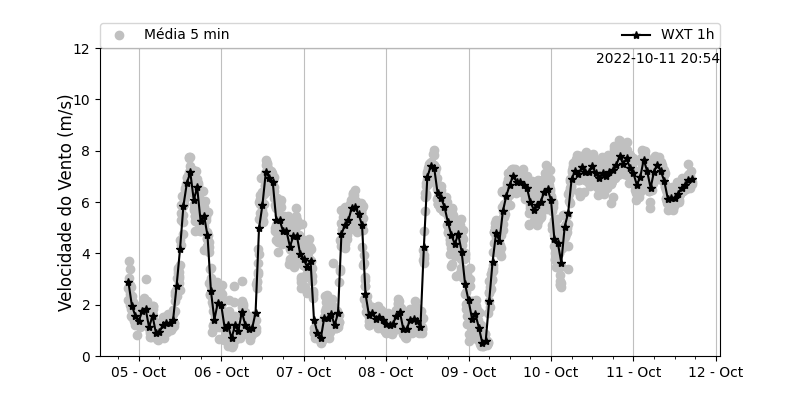 Média 5 min
WXT 1h
2022-10-11 20:54
Velocidade do Vento (m/s)
12
10
8
6
4
2
0
05 - Oct
06 - Oct
07 - Oct
08 - Oct
09 - Oct
10 - Oct
11 - Oct
12 - Oct